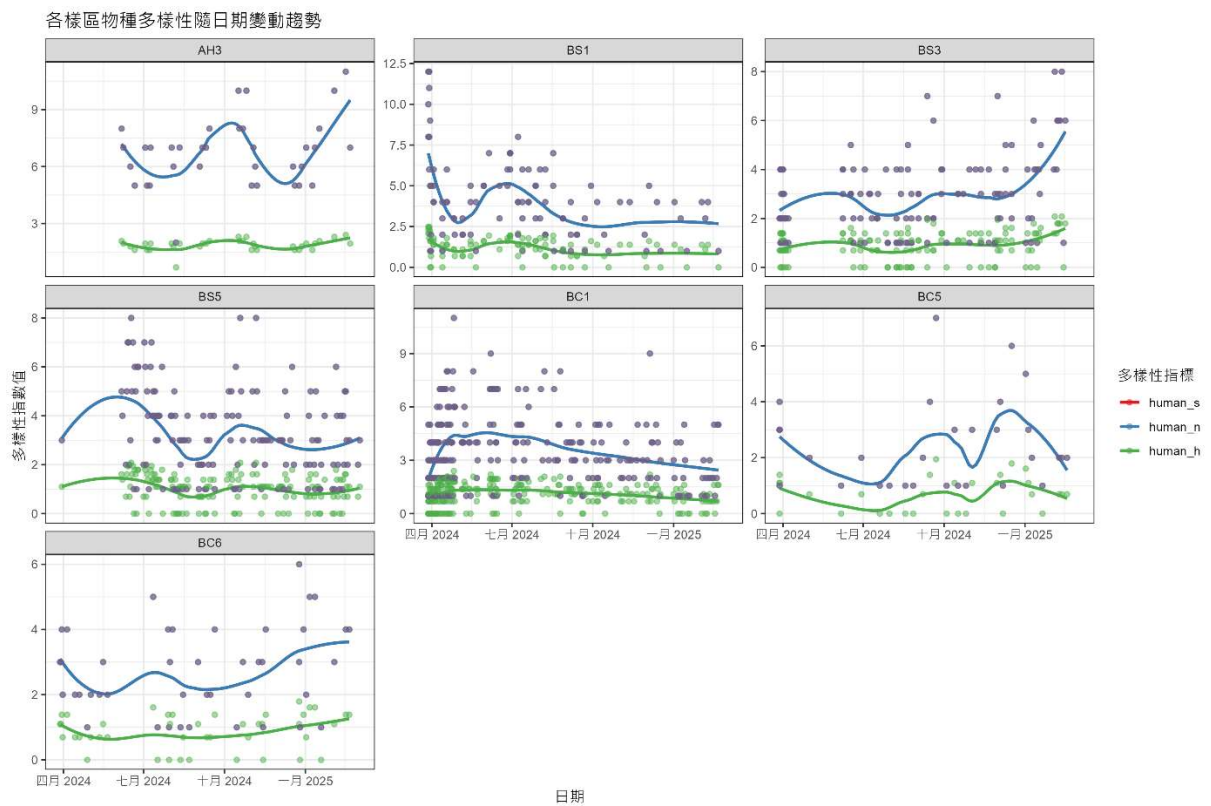 各樣區物種多樣性隨日期變動趨勢
AH3
BS1
BS3
9
6
3
12.5
10.0
7.5
5.0
2.5
0.0
8
6
4
2
0
BS5
BC1
BC5
多樣性指數值
8
6
4
2
0
9
6
3
0
6
4
2
0
四月 2024
七月 2024
十月 2024
一月 2025
四月 2024
七月 2024
十月 2024
一月 2025
BC6
6
4
2
0
四月 2024
七月 2024
十月 2024
一月 2025
日期
多樣性指標
human_s
human_n
human_h